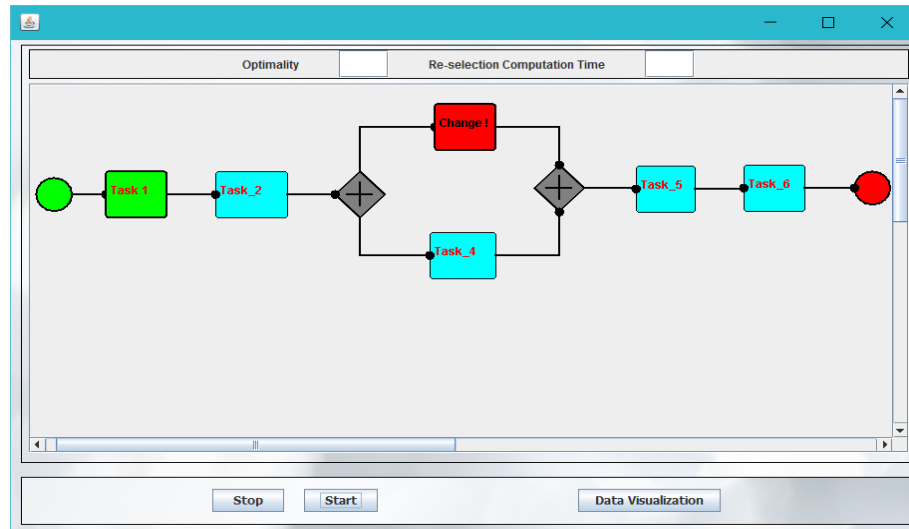 Optimality Re-selection Computation Time
Change !
Task 1 Task_2 Task_5 Task_6
Task_4
Stop Start Data Visualization